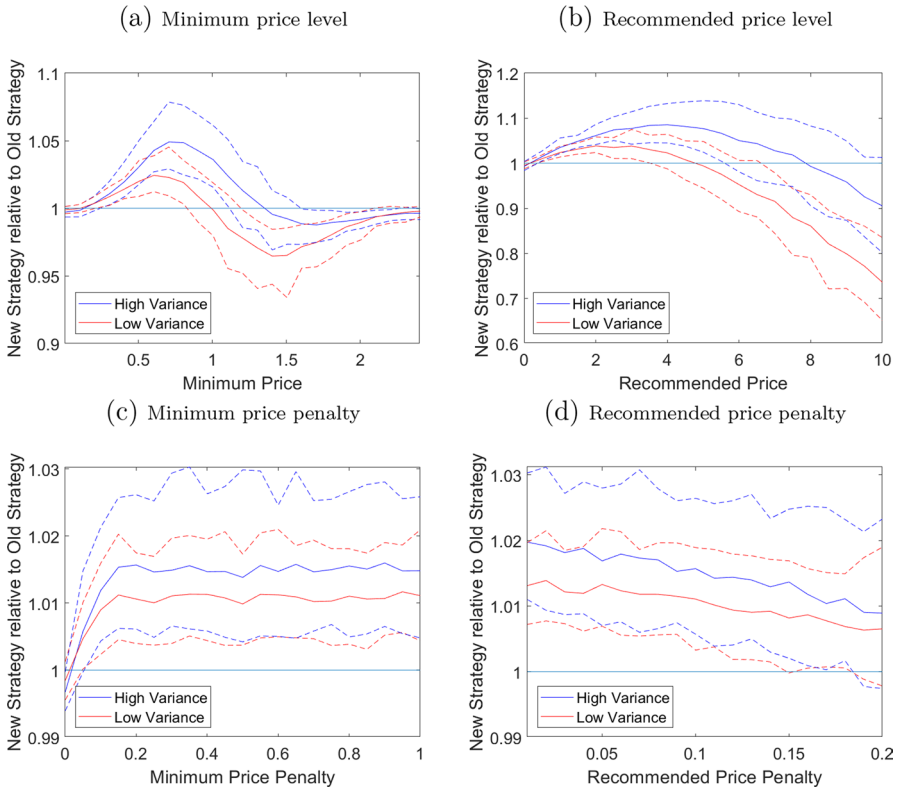 (a) Minimum price level
New Strategy relative to Old Strategy
1.1
1.05
1
0.95
0.9
High Variance
Low Variance
0.5 1 1.5 2
Minimum Price
(b) Recommended price level
New Strategy relative to Old Strategy
1.2
1.1
1
0.9
0.8
0.7
0.6
High Variance
Low Variance
0 2 4 6 8 10
Recommended Price
(c) Minimum price penalty
New Strategy relative to Old Strategy
1.03
1.02
1.01
1
0.99
High Variance
Low Variance
0 0.2 0.4 0.6 0.8 1
Minimum Price Penalty
(d) Recommended price penalty
New Strategy relative to Old Strategy
1.03
1.02
1.01
1
0.99
High Variance
Low Variance
0.05 0.1 0.15 0.2
Recommended Price Penalty